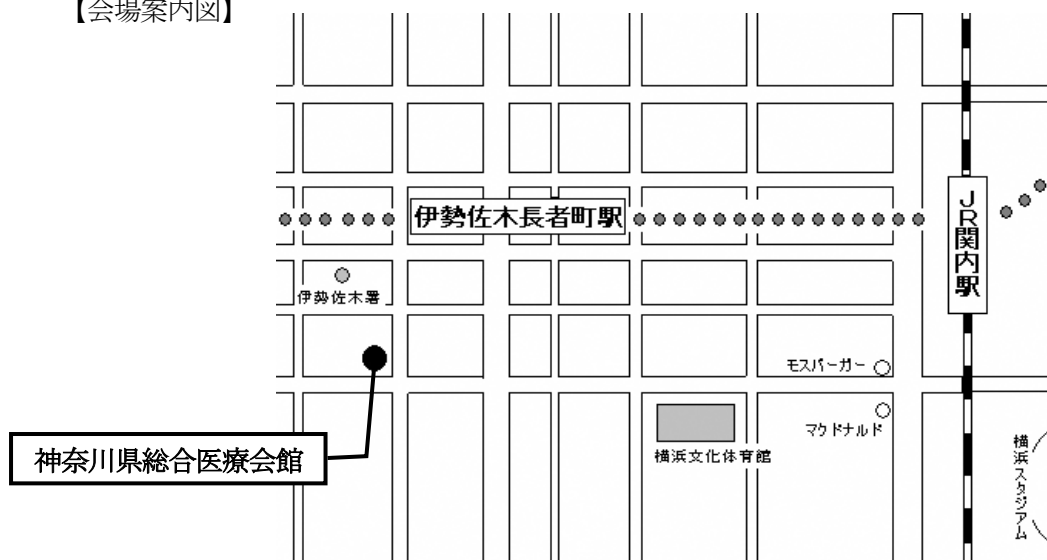 【会場案内図】
伊勢佐木長者町駅
JR関内駅
伊勢佐木署
モスバーガー
マクドナルド
神奈川県総合医療会館
横浜文化体育館
横浜スタジアム